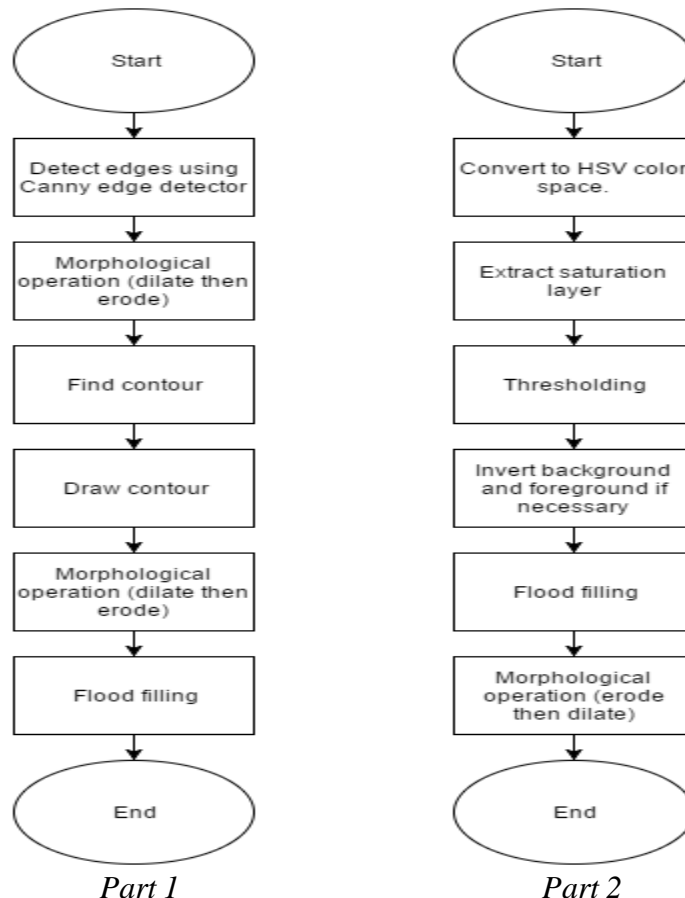 Start
Detect edges using
Canny edge detector
Morphological
operation (dilate then
erode)
Find contour
Draw contour
Morphological
operation (dilate then
erode)
Flood filling
End
Part 1
Start
Convert to HSV color
space.
Extract saturation
layer
Thresholding
Invert background
and foreground if
necessary
Flood filling
Morphological
operation (erode
then dilate)
End
Part 2